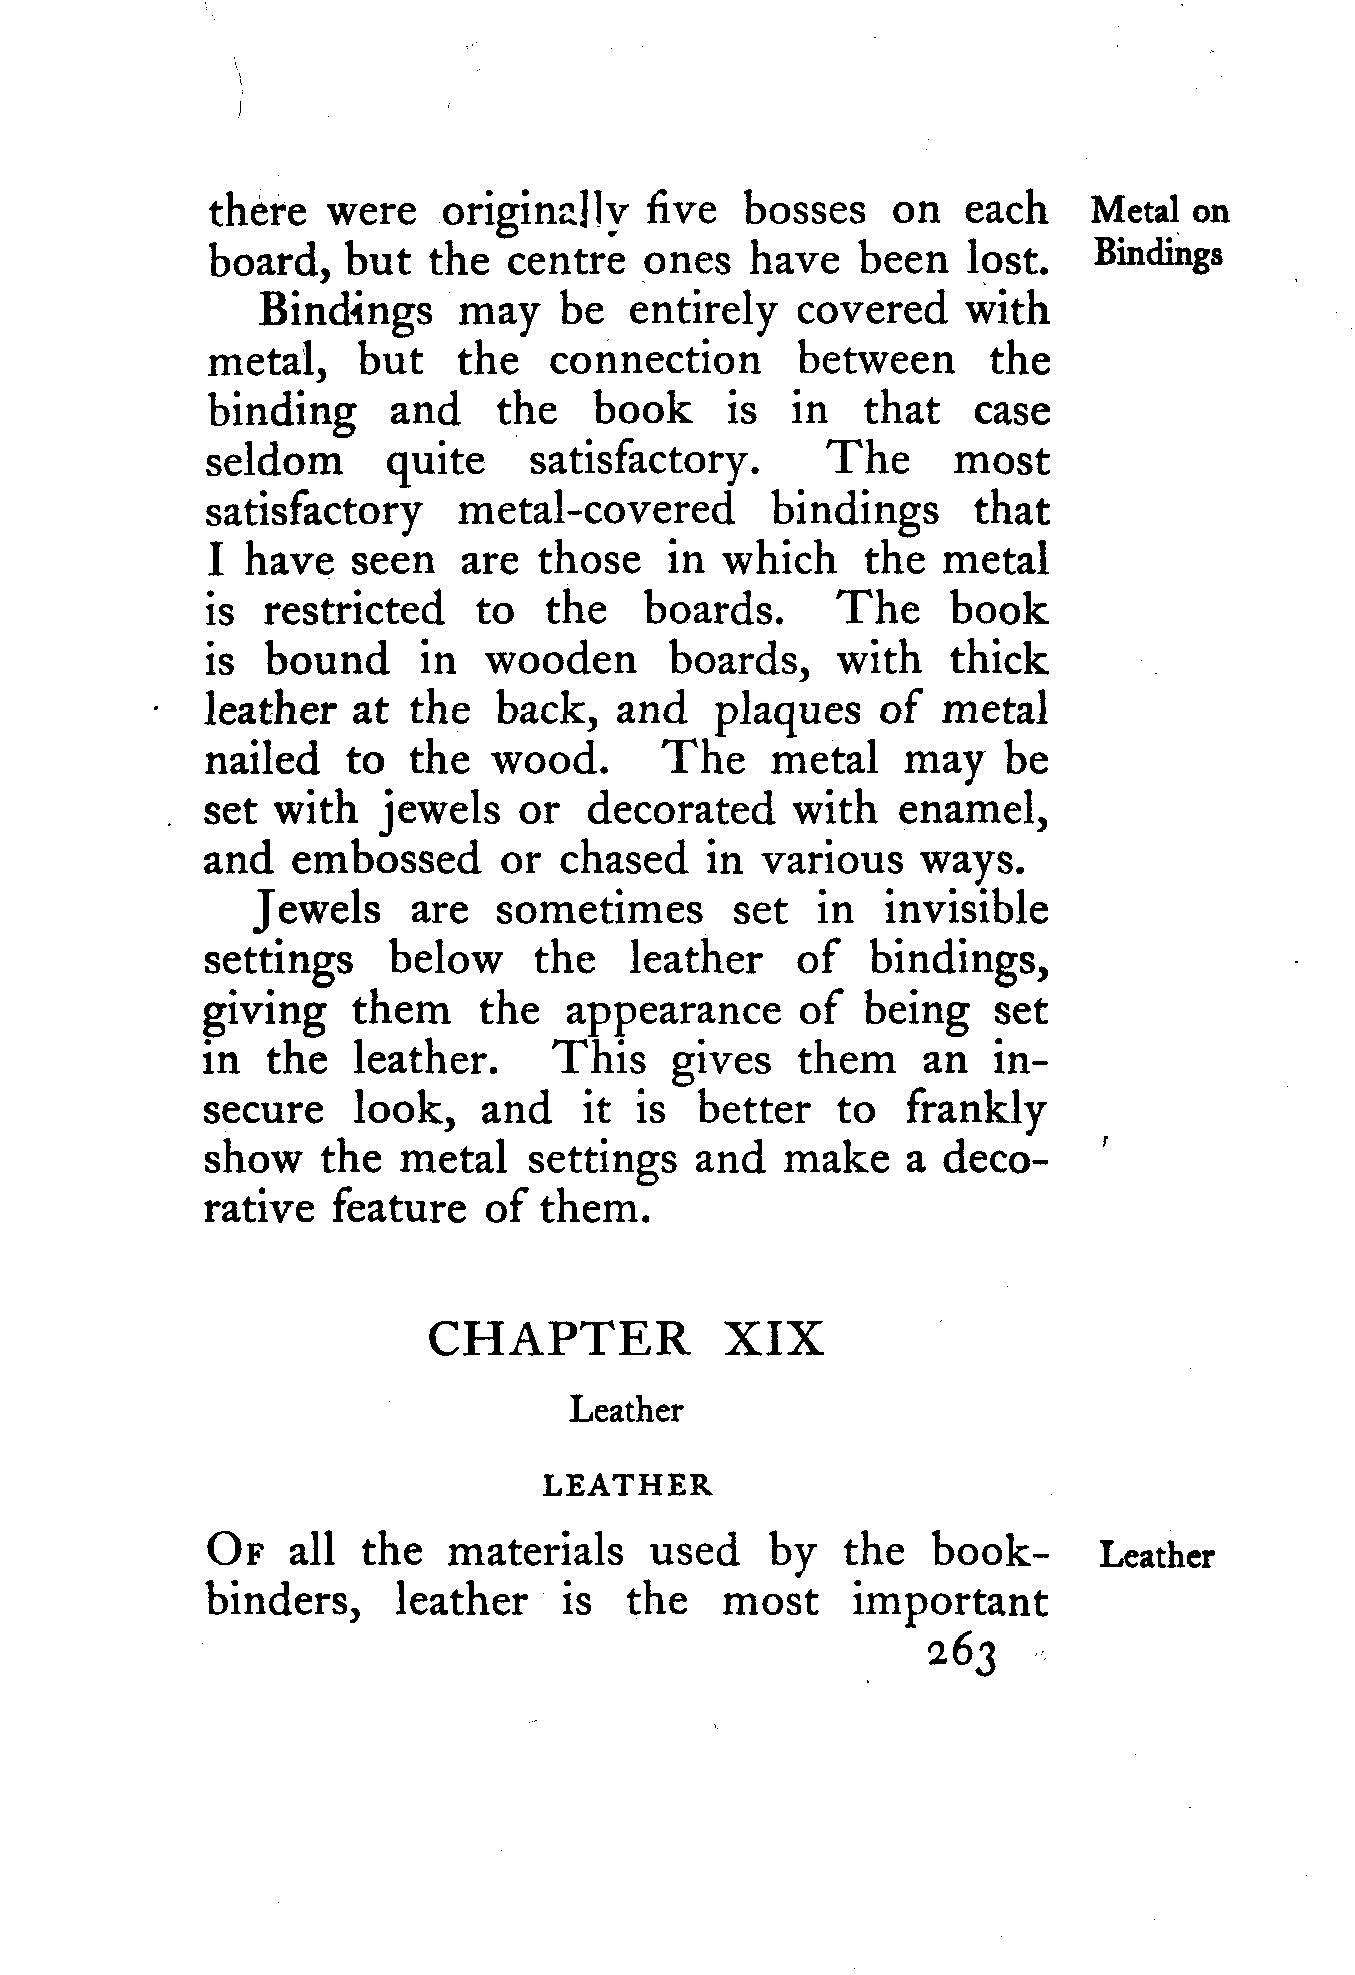 there were originally five bosses on each
Metal on
board, but the centre ones have been lost.
Bindings
Bindings may be entirely covered with
metal, but the connection between the
binding and the book is in that case
seldom quite satisfactory. The most
satisfactory metal-covered bindings that
I have seen are those in which the metal
is restricted to the boards. The book
is bound in wooden boards, with thick
leather at the back, and plaques of metal
nailed to the wood. The metal may be
set with jewels or decorated with enamel,
and embossed or chased in various ways.
Jewels are sometimes set in invisible
settings below the leather of bindings,
giving them the appearance of being set
in the leather. This gives them an in-
secure look, and it is better to frankly
show the metal settings and make a deco-
rative feature of them.
CHAPTER XIX
Leather
LEATHER
OF all the materials used by the book-
Leather
binders, leather is the most important
263